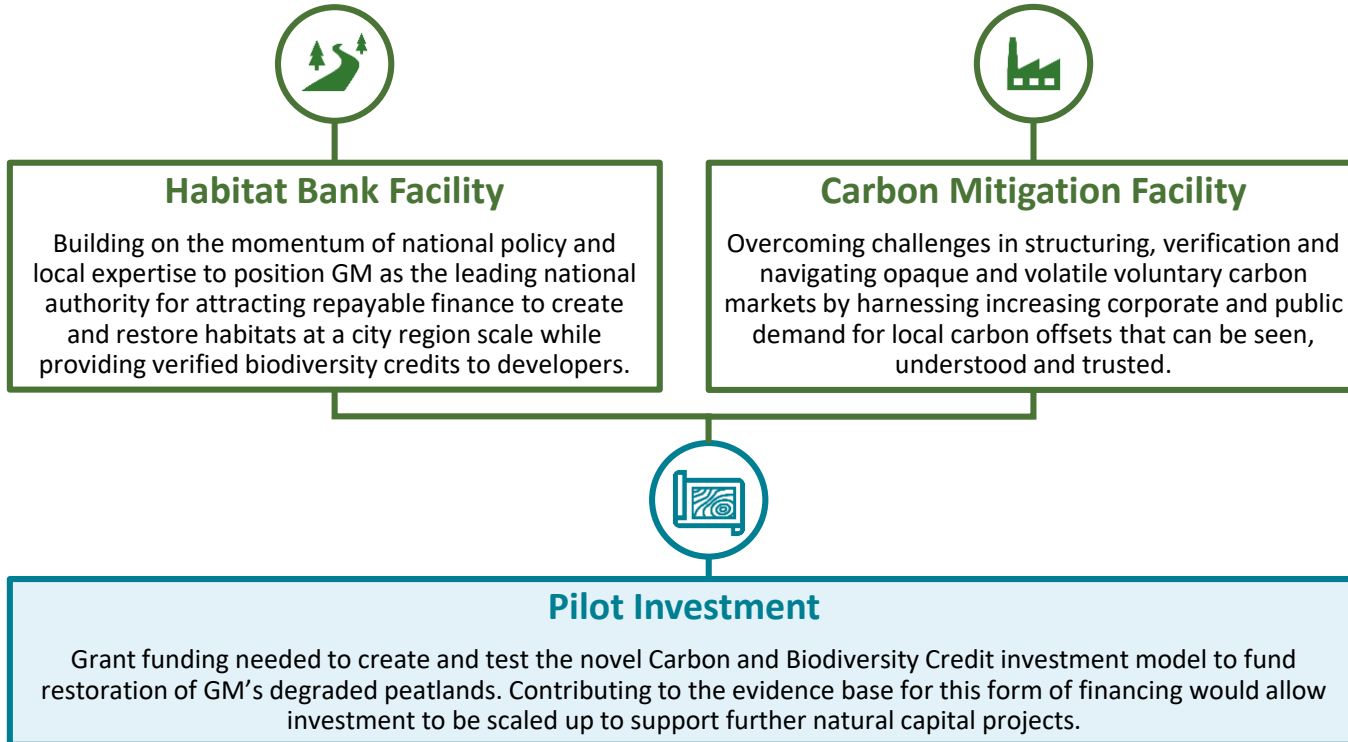 Habitat Bank Facility
Building on the momentum of national policy and
local expertise to position GM as the leading national
authority for attracting repayable finance to create
and restore habitats at a city region scale while
providing verified biodiversity credits to developers.
Carbon Mitigation Facility
Overcoming challenges in structuring, verification and
navigating opaque and volatile voluntary carbon
markets by harnessing increasing corporate and public
demand for local carbon offsets that can be seen,
understood and trusted.
Pilot Investment
Grant funding needed to create and test the novel Carbon and Biodiversity Credit investment model to fund
restoration of GM’s degraded peatlands. Contributing to the evidence base for this form of financing would allow
investment to be scaled up to support further natural capital projects.